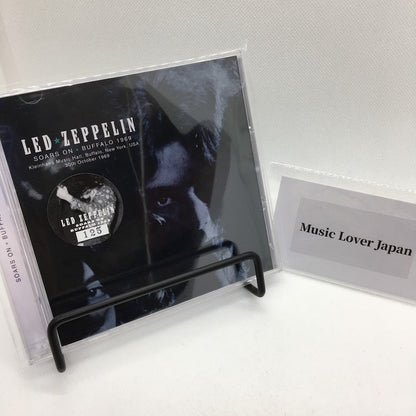 LED*ZEPPELIN
SOARS ON • BUFFALO 1969
Kleinhans Music Hall, Buffalo, New York, USA
30th October 1969
LED ZEPPELIN
125
SOARS ON • BUFFA
Music Lover Japan